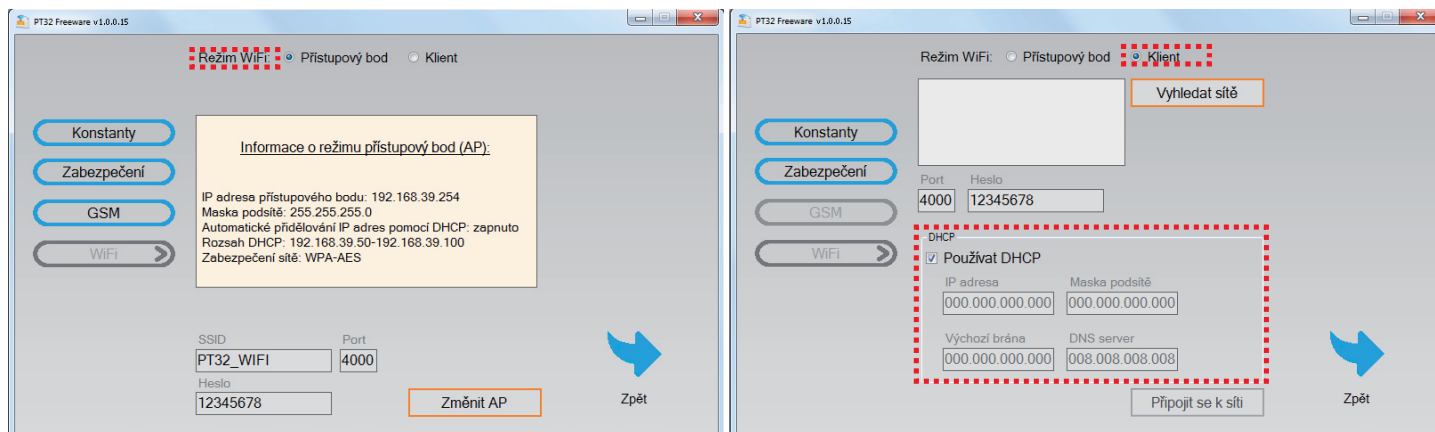 PT32 Freeware v1.0.0.15
Režim WiFi: Přístupový bod Klient
Konstanty
Zabezpečení
GSM
WiFi
Informace o režimu přístupový bod (AP):
IP adresa přístupového bodu: 192.168.39.254
Maska podsítě: 255.255.255.0
Automatické přidělování IP adres pomocí DHCP: zapnuto
Rozsah DHCP: 192.168.39.50-192.168.39.100
Zabezpečení sítě: WPA-AES
SSID Port
PT32_WIFI 4000
Heslo
12345678
Změnit AP
Zpět
PT32 Freeware v1.0.0.15
Režim WiFi: Přístupový bod Klient
Vyhledat sítě
Konstanty
Zabezpečení
GSM
WiFi
Port Heslo
4000 12345678
DHCP
Používat DHCP
IP adresa Maska podsítě
000.000.000.000 000.000.000.000
Výchozí brána DNS server
000.000.000.000 008.008.008.008
Připojit se k síti
Zpět